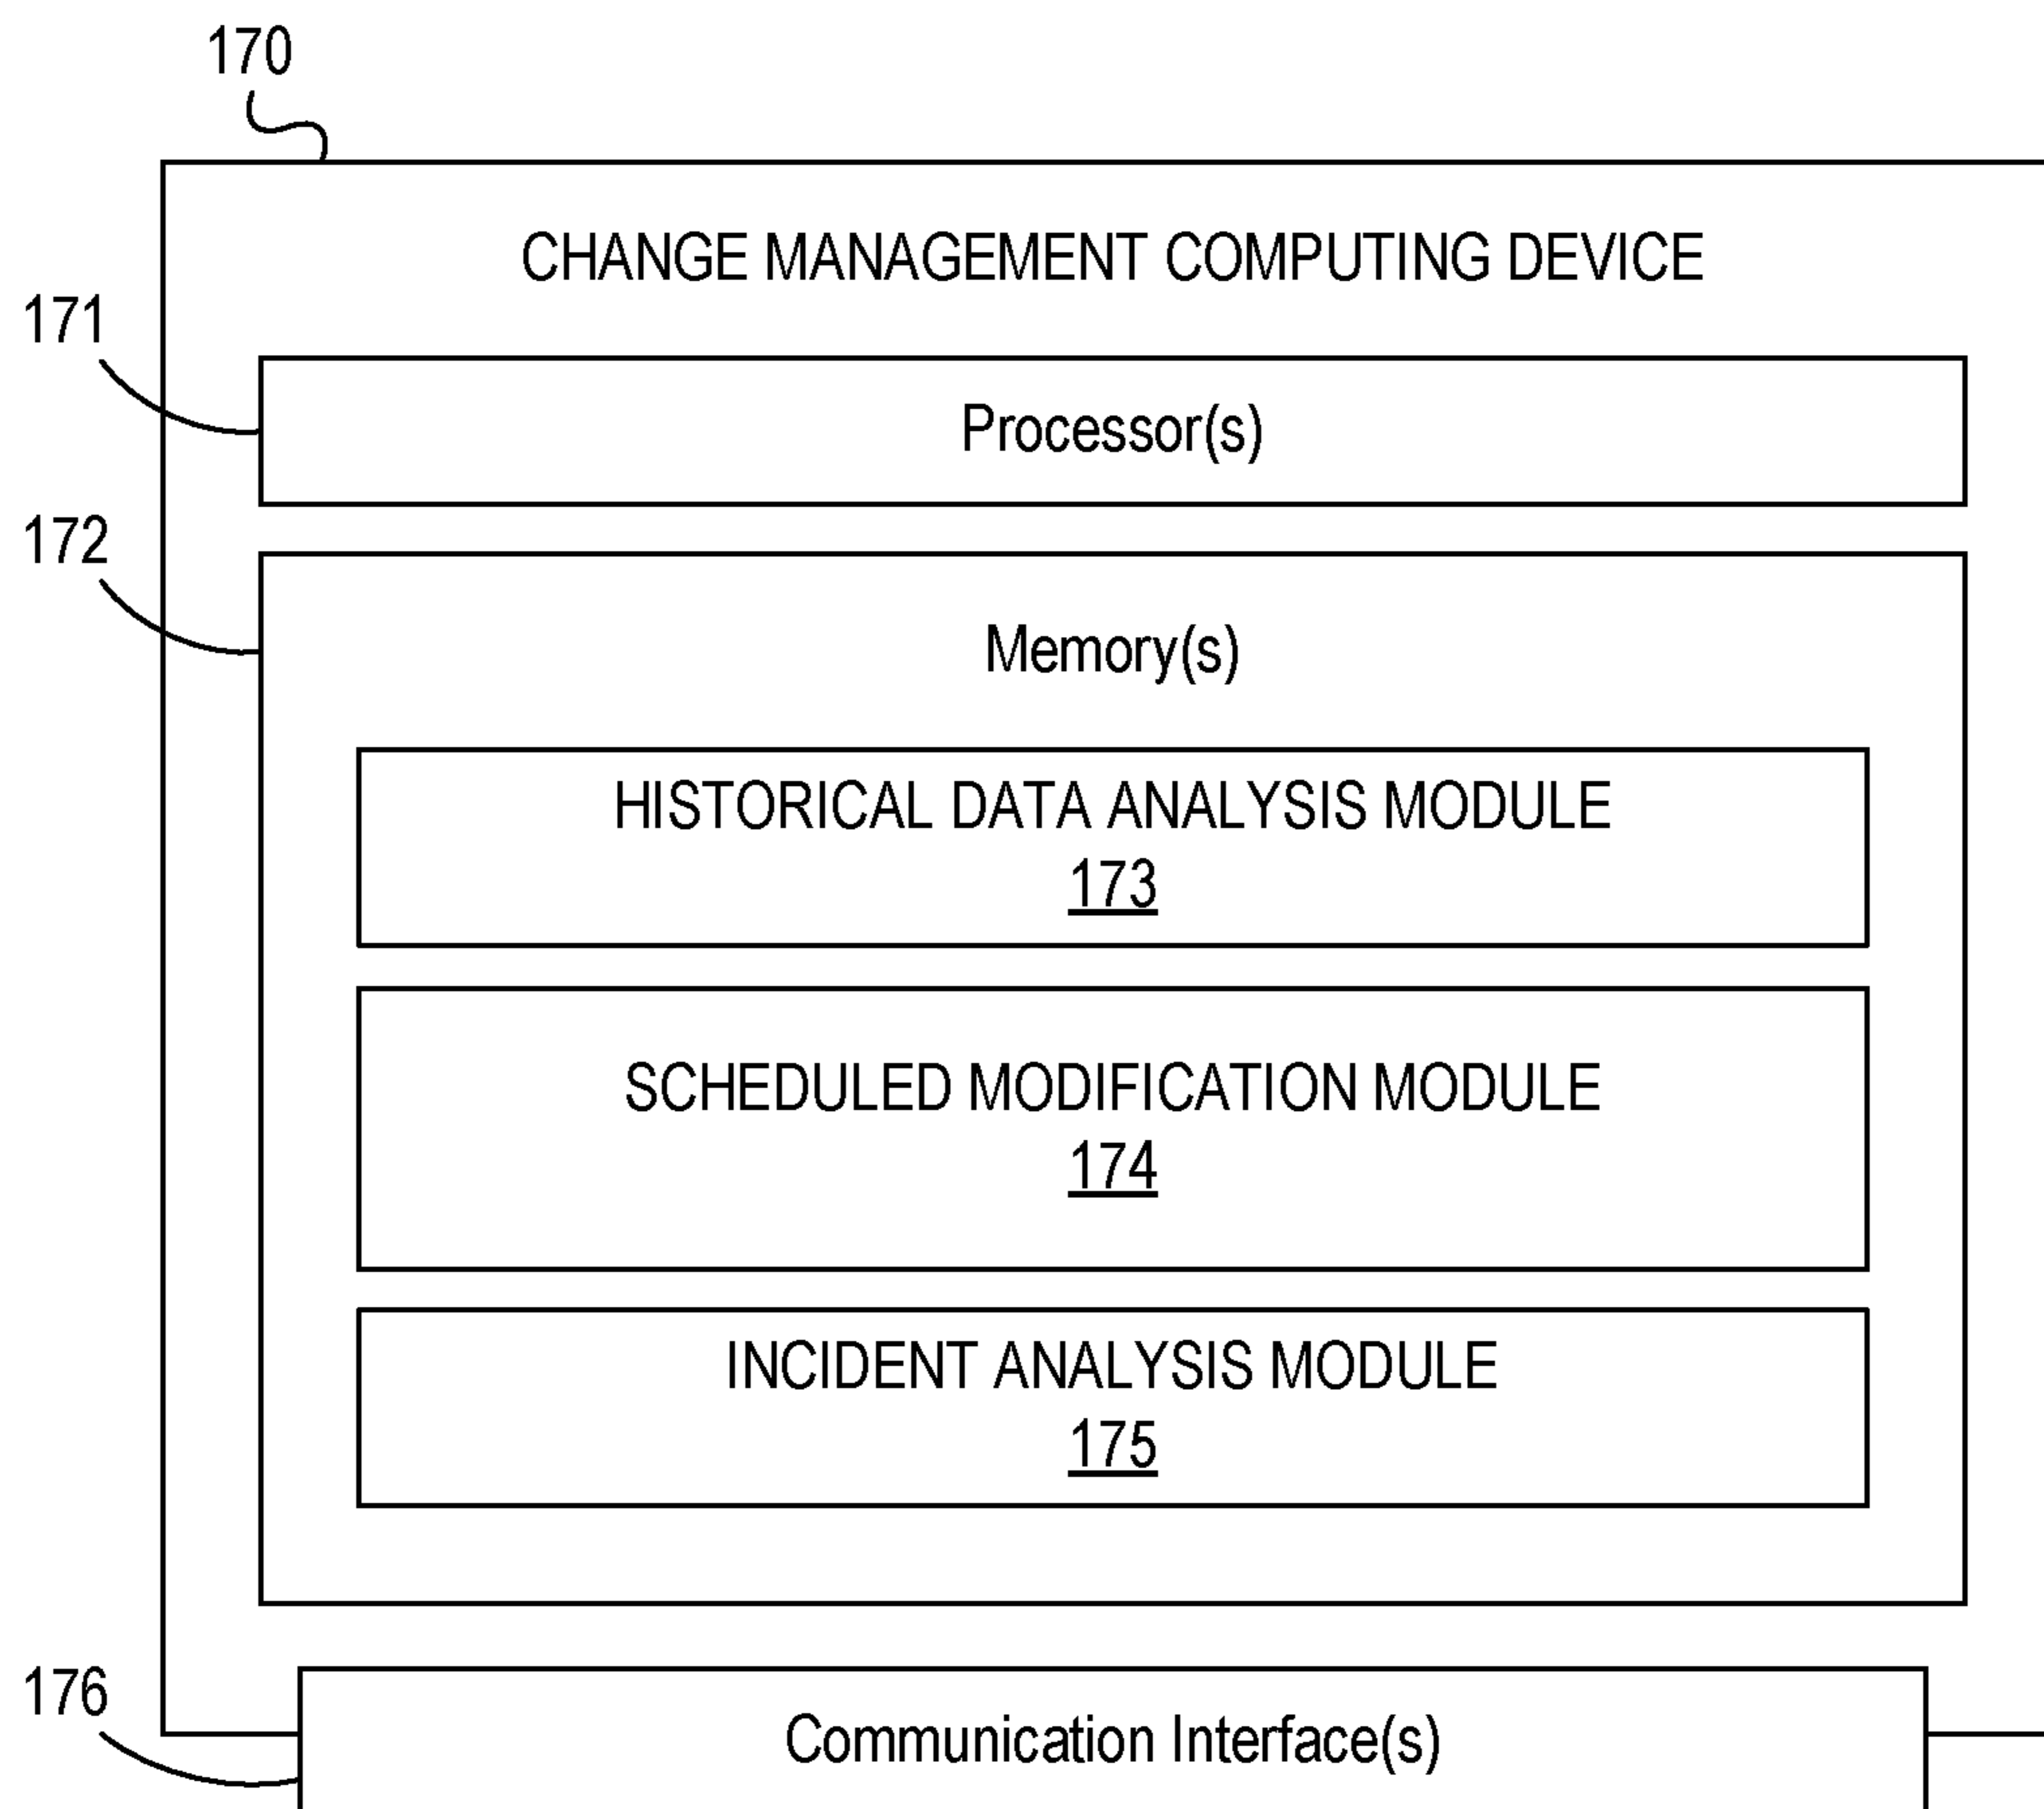 170
CHANGE MANAGEMENT COMPUTING DEVICE
171
Processor(s)
172
Memory(s)
HISTORICAL DATA ANALYSIS MODULE
173
SCHEDULED MODIFICATION MODULE
174
INCIDENT ANALYSIS MODULE
175
176
Communication Interface(s)